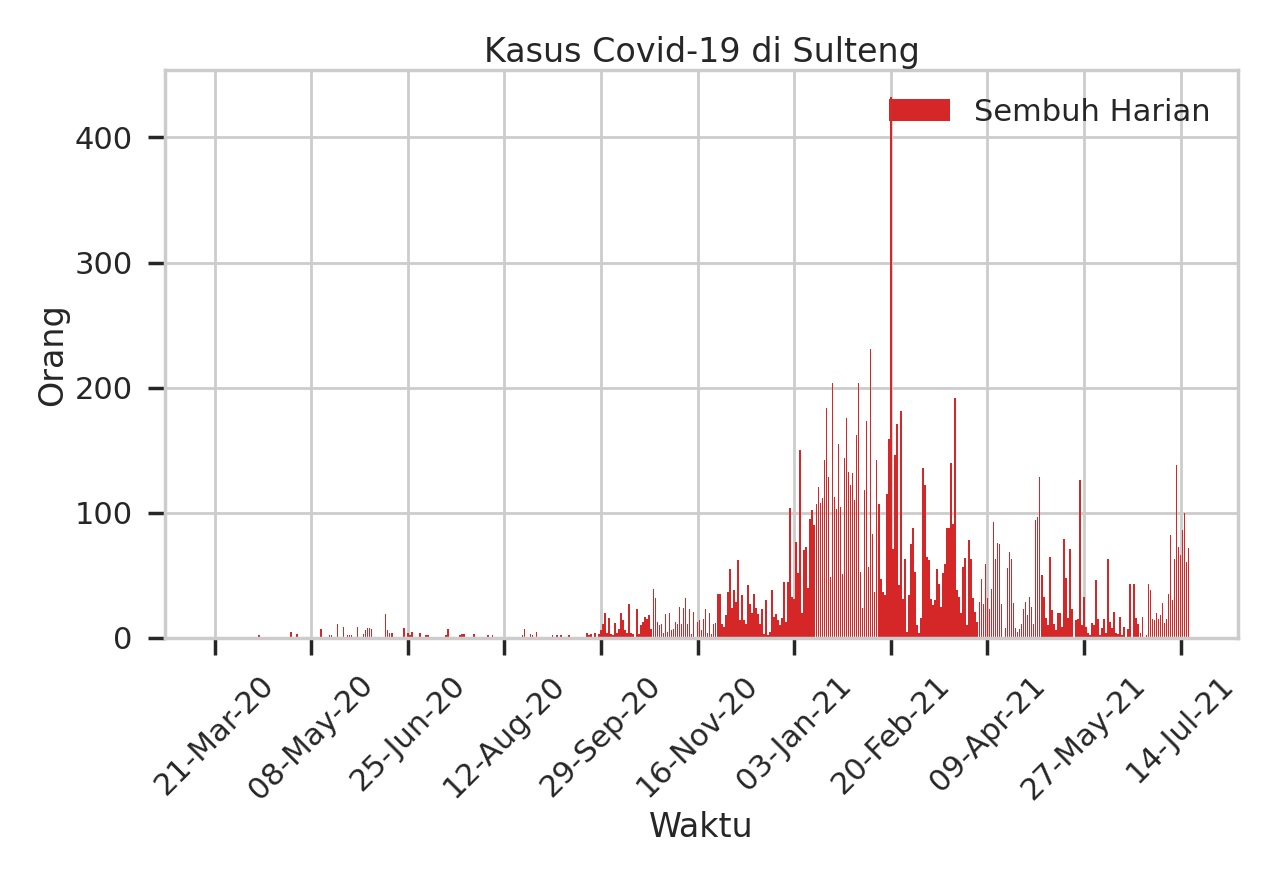 Kasus Covid-19 di Sulteng
Sembuh Harian
Orang
400
300
200
100
0
21-Mar-20
08-May-20
25-Jun-20
12-Aug-20
29-Sep-20
16-Nov-20
03-Jan-21
20-Feb-21
09-Apr-21
27-May-21
14-Jul-21
Waktu